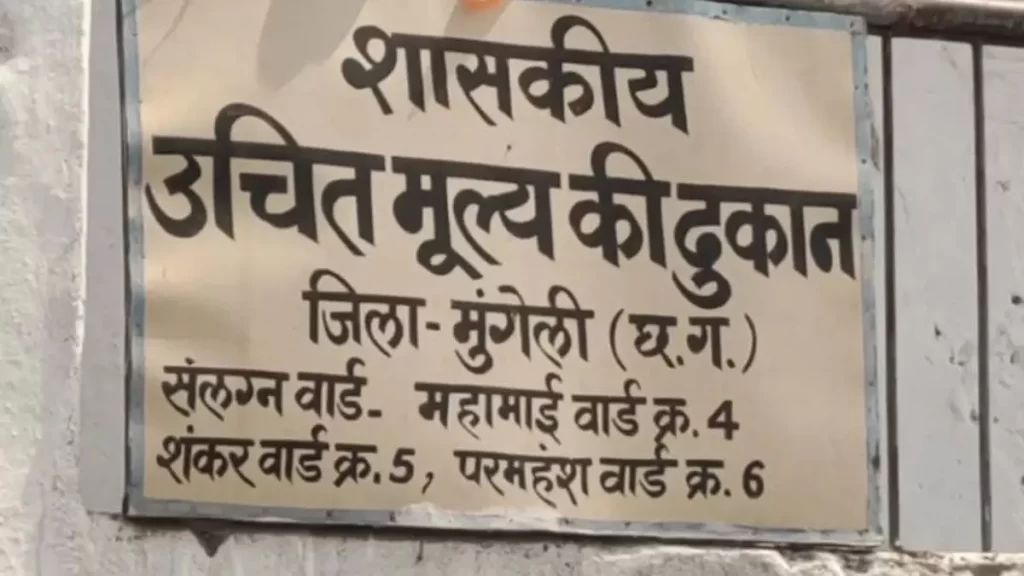 शासकीय
उचित मूल्य की दुकान
जिला - मुंगेली (छ.ग.)
संलग्न वार्ड- महामाई वार्ड क्र. 4
शंकर वार्ड क्र. 5, परमहंश वार्ड क्र. 6